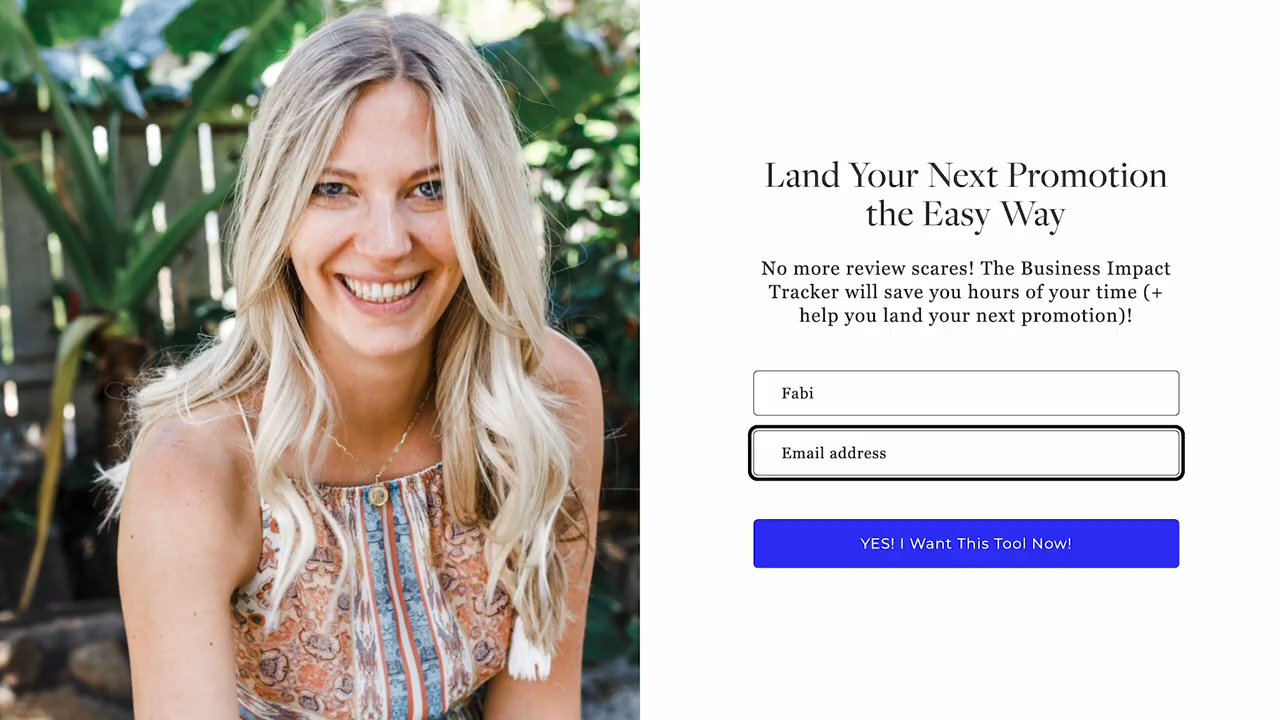 Land Your Next Promotion
the Easy Way
No more review scares! The Business Impact
Tracker will save you hours of your time (+
help you land your next promotion)!
Fabi
Email address
YES! I Want This Tool Now!